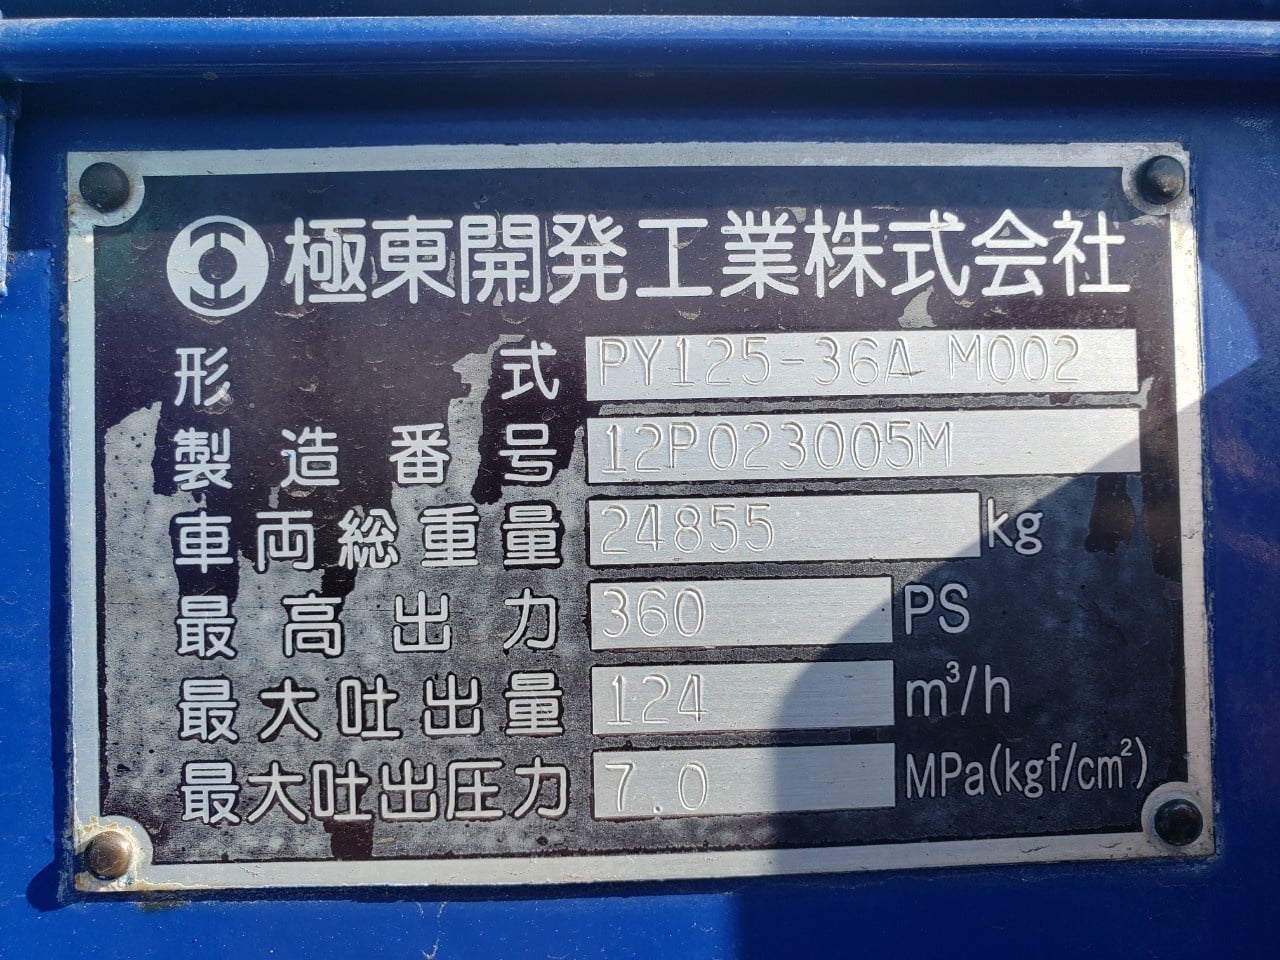 極東開発工業株式会社
形式 PY125-36A M002
製造番号 12P023005M
車両総重量 24855 kg
最高出力 360 PS
最大吐出量 124 m³/h
最大吐出圧力 7.0 MPa(kgf/cm²)